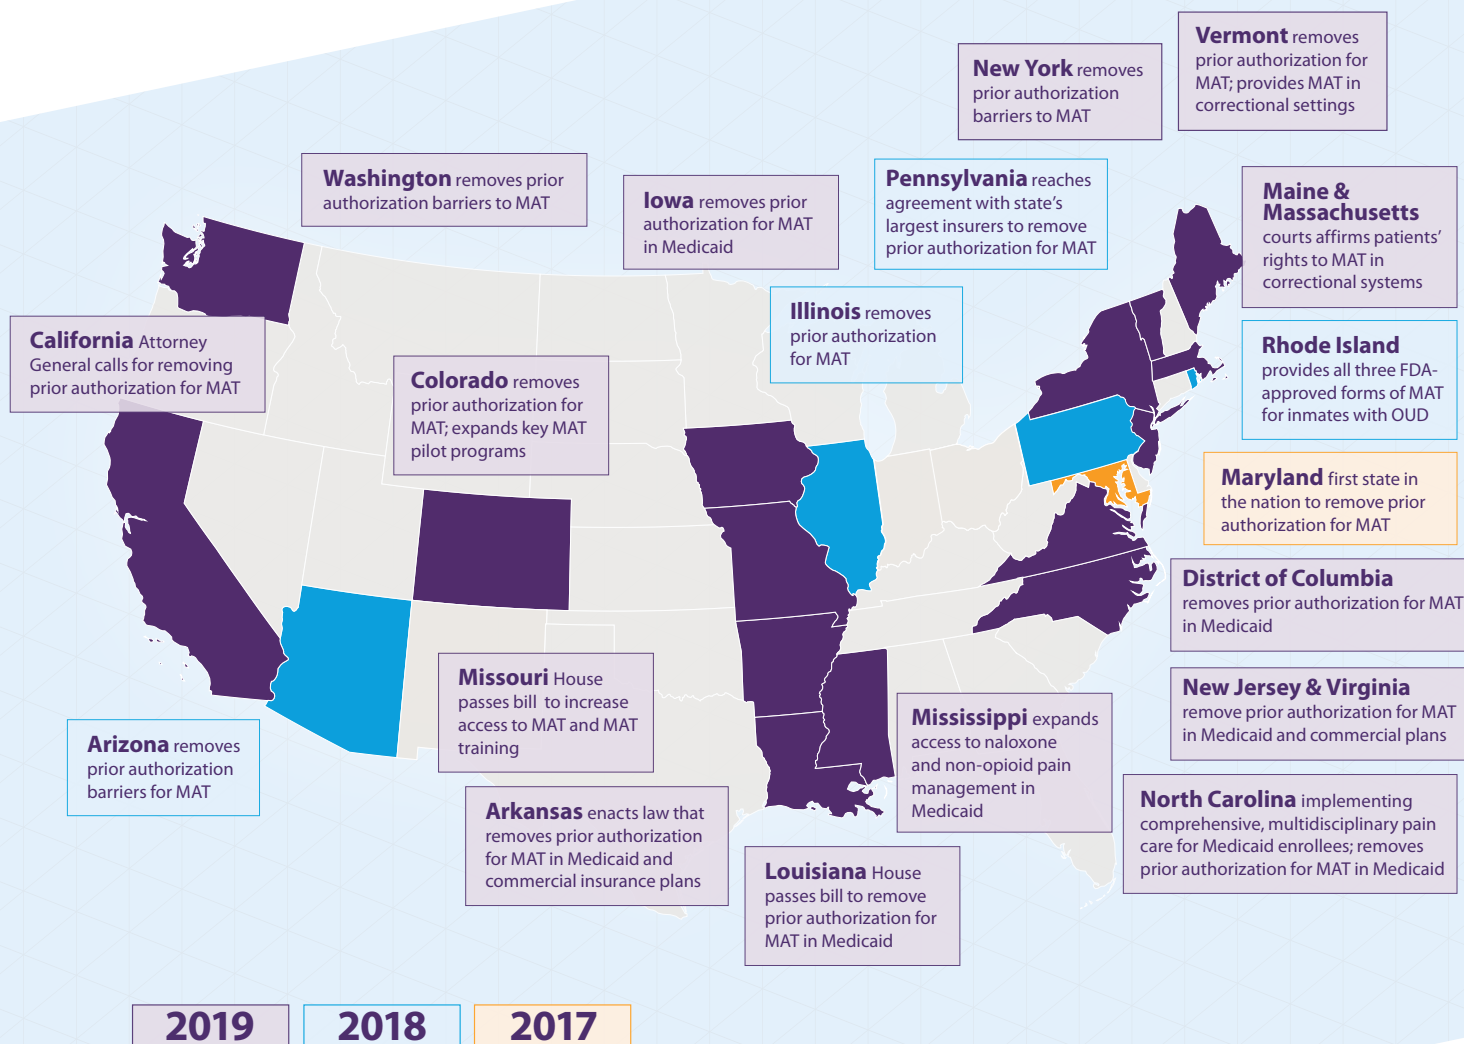 Vermont removes
prior authorization for
MAT; provides MAT in
correctional settings
New York removes
prior authorization
barriers to MAT
Washington removes prior
authorization barriers to MAT
Iowa removes prior
authorization for MAT
in Medicaid
Pennsylvania reaches
agreement with state’s
largest insurers to remove
prior authorization for MAT
Maine &
Massachusetts
courts affirms patients’
rights to MAT in
correctional systems
Illinois removes
prior authorization
for MAT
California Attorney
General calls for removing
prior authorization for MAT
Colorado removes
prior authorization for
MAT; expands key MAT
pilot programs
Rhode Island
provides all three FDA-
approved forms of MAT
for inmates with OUD
Maryland first state in
the nation to remove prior
authorization for MAT
District of Columbia
removes prior authorization for MAT
in Medicaid
Missouri House
passes bill to increase
access to MAT and MAT
training
New Jersey & Virginia
remove prior authorization for MAT
in Medicaid and commercial plans
Mississippi expands
access to naloxone
and non-opioid pain
management in
Medicaid
Arizona removes
prior authorization
barriers for MAT
Arkansas enacts law that
removes prior authorization
for MAT in Medicaid and
commercial insurance plans
North Carolina implementing
comprehensive, multidisciplinary pain
care for Medicaid enrollees; removes
prior authorization for MAT in Medicaid
Louisiana House
passes bill to remove
prior authorization for
MAT in Medicaid
2019
2018
2017